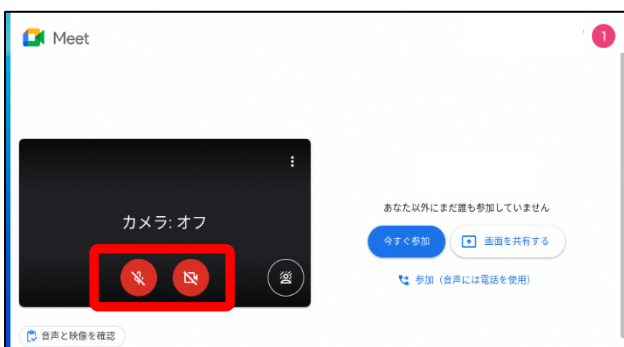 Meet
1
カメラ: オフ
あなた以外にまだ誰も参加していません
今すぐ参加
画面を共有する
参加（音声には電話を使用）
音声と映像を確認